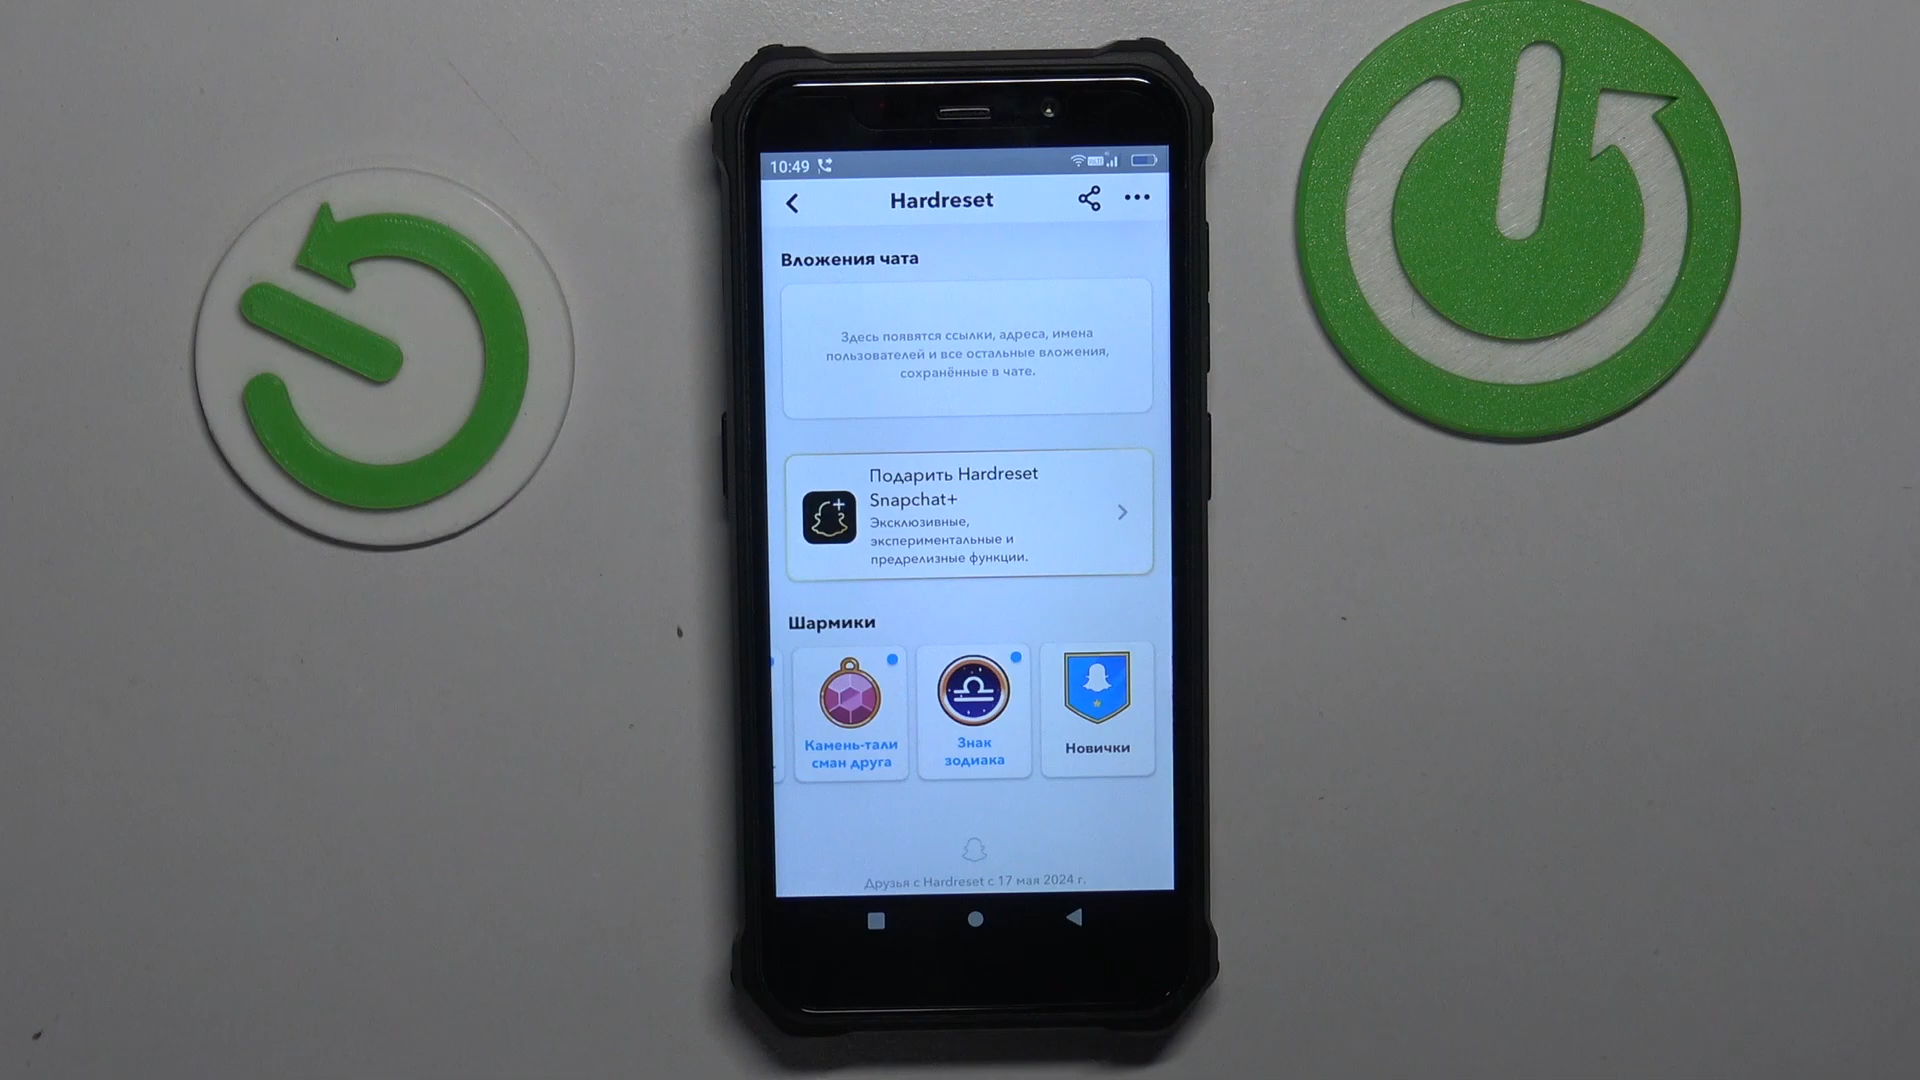 10:49
Hardreset
Вложения чата
Здесь появятся ссылки, адреса, имена
пользователей и все остальные вложения,
сохранённые в чате.
Подарить Hardreset
Snapchat+
Эксклюзивные,
экспериментальные и
предрелизные функции.
Шармики
Камень-тали
сман друга
Знак
зодиака
Новички
Друзья с Hardreset с 17 мая 2024 г.